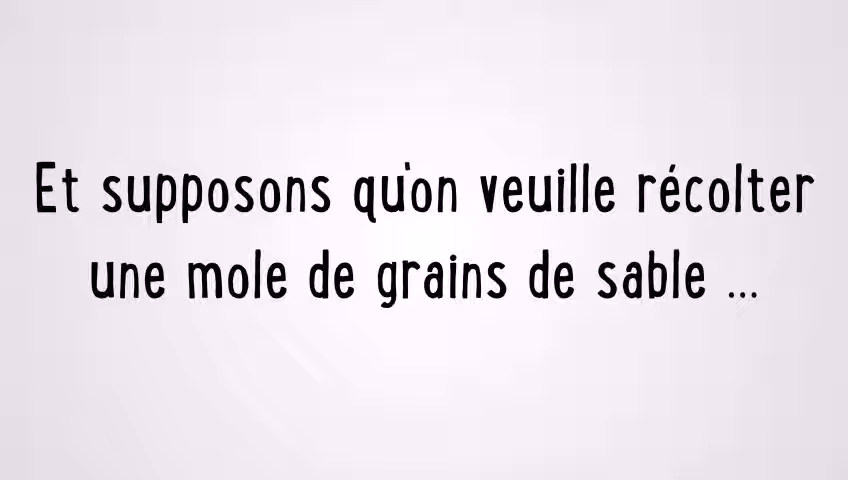 Et supposons qu'on veuille récolter
une mole de grains de sable ...